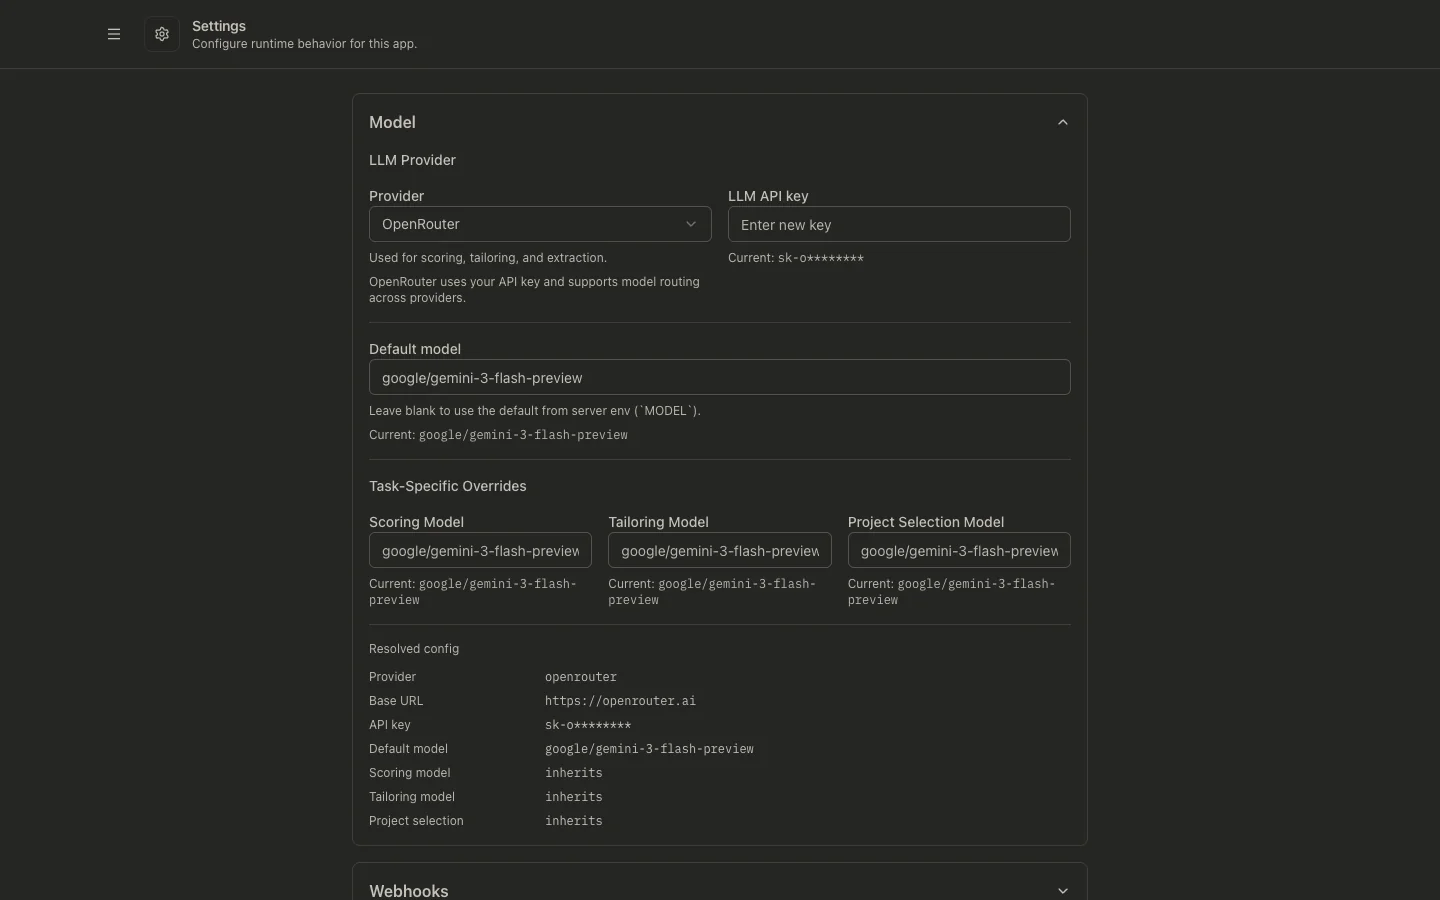 Settings
Configure runtime behavior for this app.
Model
LLM Provider
Provider
LLM API key
OpenRouter
Enter new key
Used for scoring, tailoring, and extraction.
Current: sk-o********
OpenRouter uses your API key and supports model routing
across providers.
Default model
google/gemini-3-flash-preview
Leave blank to use the default from server env (`MODEL`).
Current: google/gemini-3-flash-preview
Task-Specific Overrides
Scoring Model
Tailoring Model
Project Selection Model
google/gemini-3-flash-preview
google/gemini-3-flash-preview
google/gemini-3-flash-preview
Current: google/gemini-3-flash-
preview
Current: google/gemini-3-flash-
preview
Current: google/gemini-3-flash-
preview
Resolved config
Provider openrouter
Base URL https://openrouter.ai
API key sk-o********
Default model google/gemini-3-flash-preview
Scoring model inherits
Tailoring model inherits
Project selection inherits
Webhooks